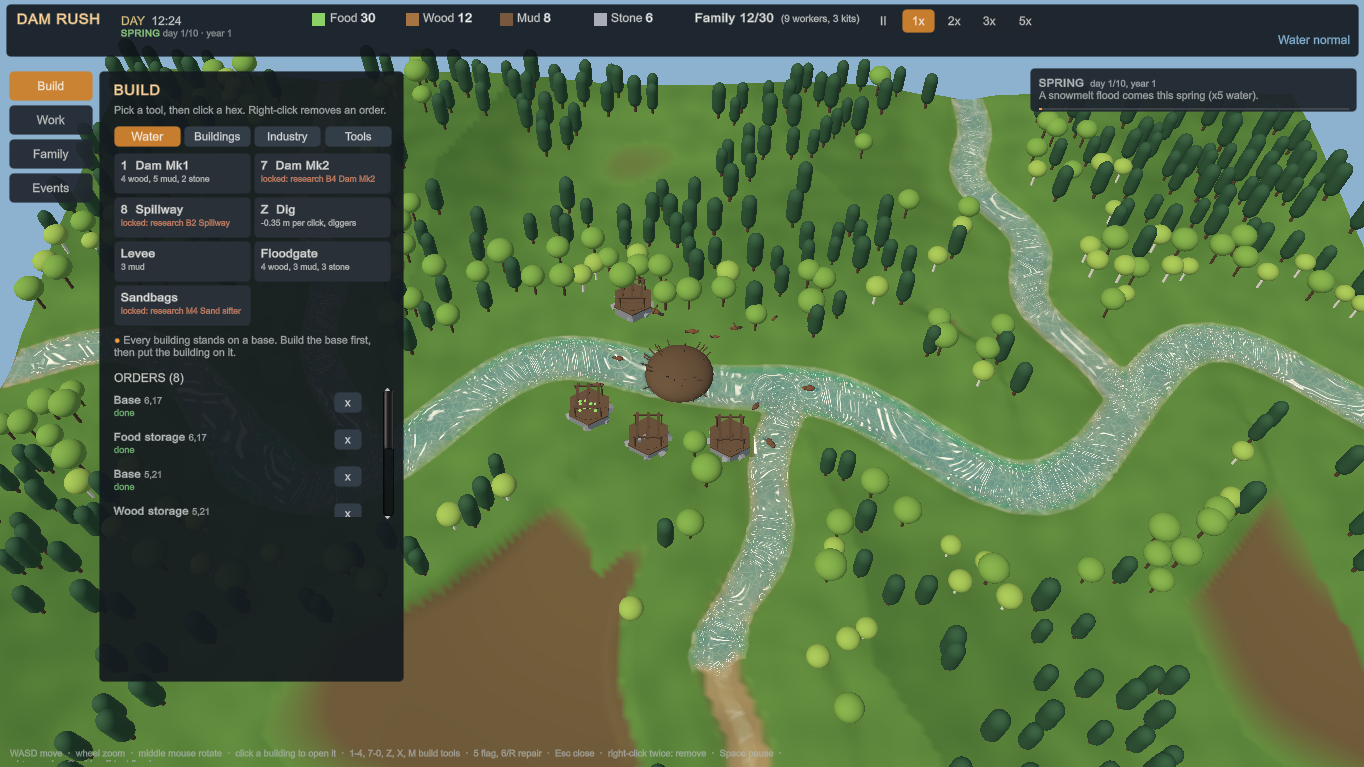 DAM RUSH
DAY 12:24
SPRING day 1/10 · year 1
Food 30
Wood 12
Mud 8
Stone 6
Family 12/30 (9 workers, 3 kits)
II
1x
2x
3x
5x
Water normal
Build
Work
Family
Events
BUILD
Pick a tool, then click a hex. Right-click removes an order.
Water
Buildings
Industry
Tools
1 Dam Mk1
4 wood, 5 mud, 2 stone
7 Dam Mk2
locked: research B4 Dam Mk2
8 Spillway
locked: research B2 Spillway
Z Dig
-0.35 m per click, diggers
Levee
3 mud
Floodgate
4 wood, 3 mud, 3 stone
Sandbags
locked: research M4 Sand sifter
● Every building stands on a base. Build the base first,
then put the building on it.
ORDERS (8)
Base 6,17
done
x
Food storage 6,17
done
x
Base 5,21
done
x
Wood storage 5,21
x
SPRING day 1/10, year 1
A snowmelt flood comes this spring (x5 water).
WASD move · wheel zoom · middle mouse rotate · click a building to open it · 1-4, 7-0, Z, X, M build tools · 5 flag, 6/R repair · Esc close · right-click twice: remove · Space pause ·